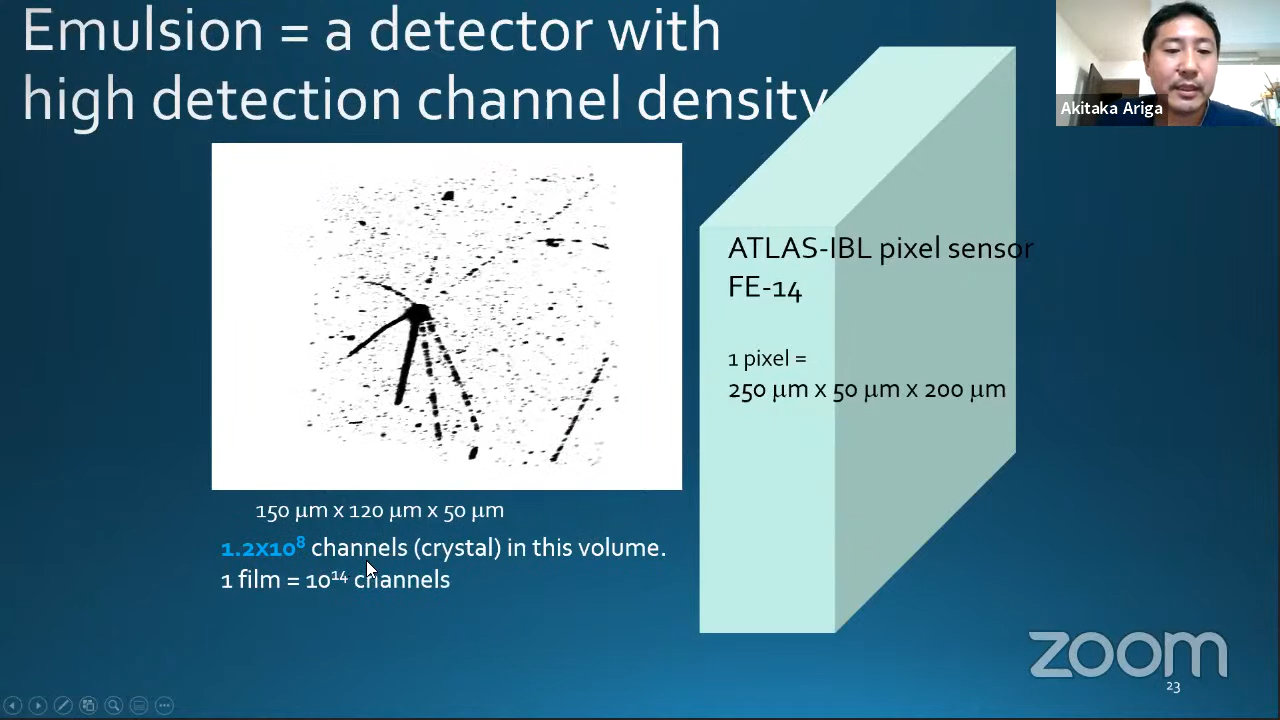 Emulsion = a detector with
high detection channel density
Akitaka Ariga
ATLAS-IBL pixel sensor
FE-14
1 pixel =
250 μm x 50 μm x 200 μm
150 μm x 120 μm x 50 μm
1.2x10⁸ channels (crystal) in this volume.
1 film = 10¹⁴ channels
zoom
23